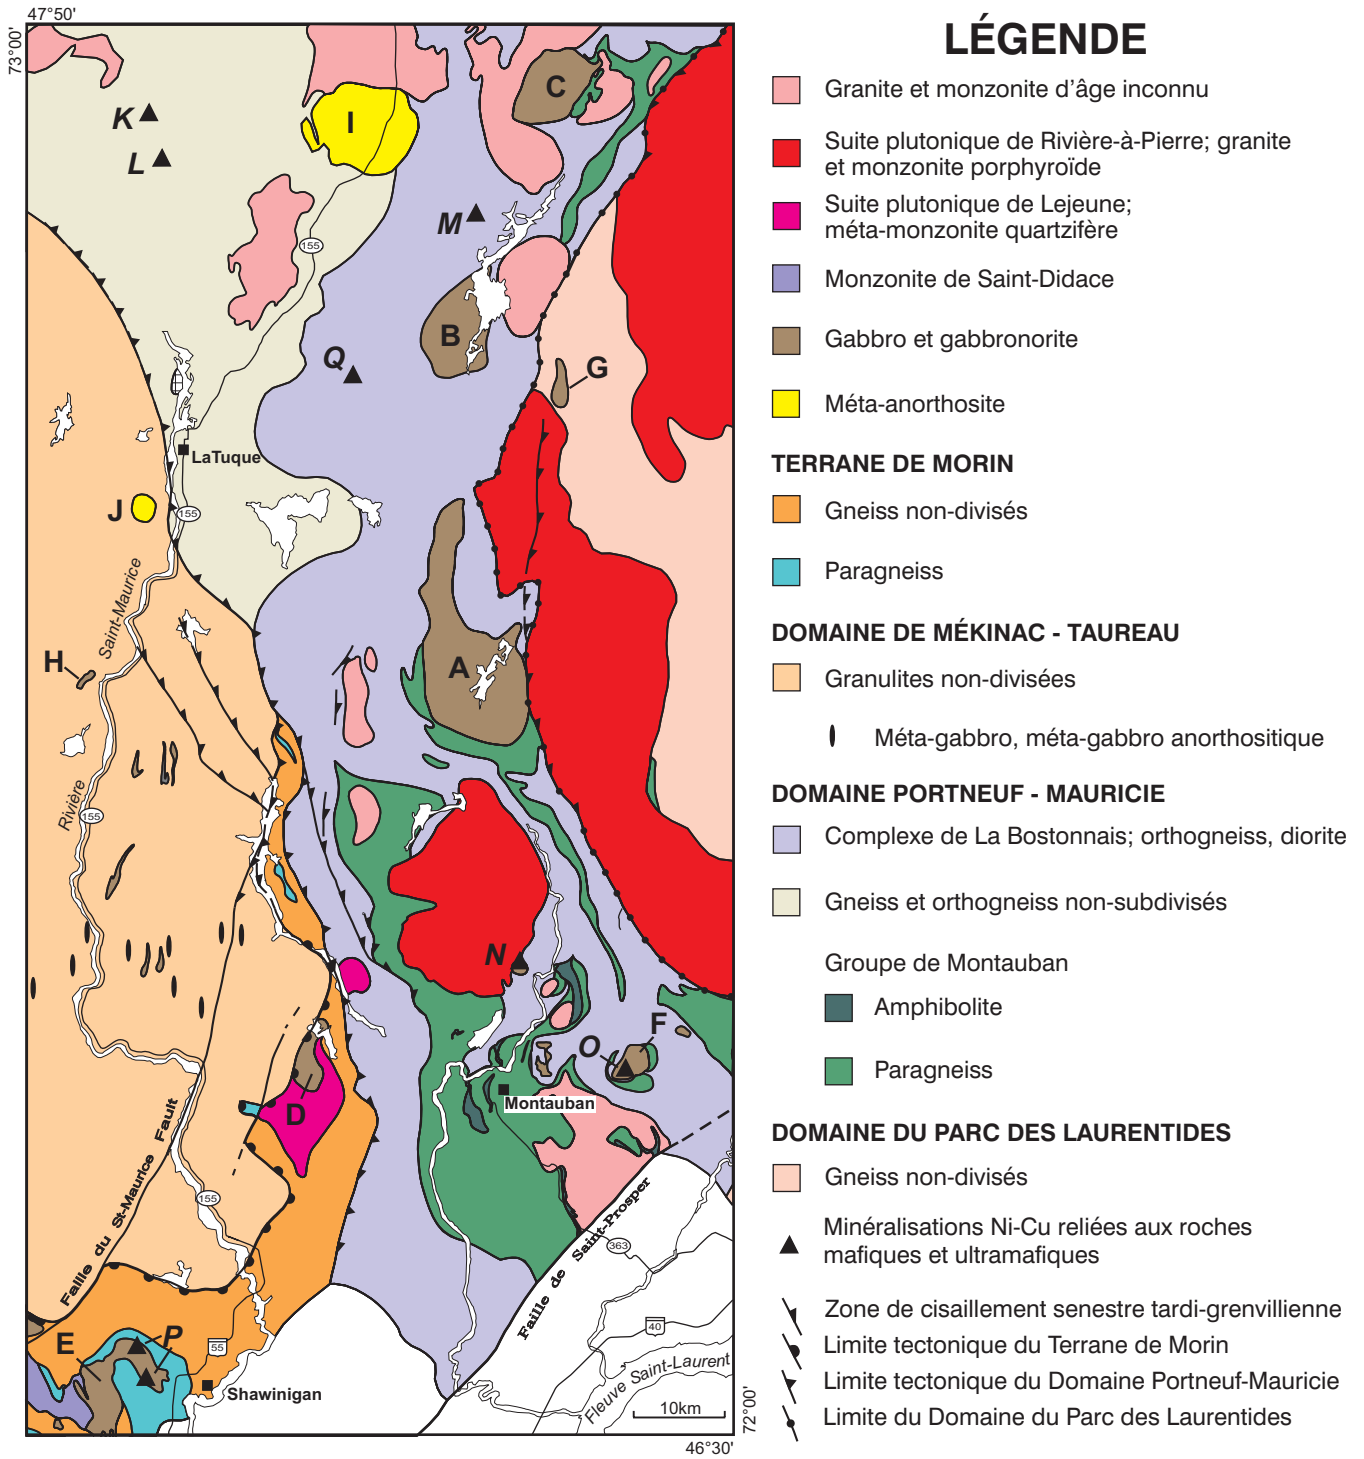 47°50'
73°00'
C
I
K
L
M
155
B
Q
G
LaTuque
J
155
Saint-Maurice
H
A
Rivière
155
N
F
O
Montauban
D
Faille du St-Maurice Fault
155
Faille de Saint-Prosper
363
E
P
55
40
Shawinigan
Fleuve Saint-Laurent
10km
72°00'
46°30'
LÉGENDE
Granite et monzonite d'âge inconnu
Suite plutonique de Rivière-à-Pierre; granite
et monzonite porphyroïde
Suite plutonique de Lejeune;
méta-monzonite quartzifère
Monzonite de Saint-Didace
Gabbro et gabbronorite
Méta-anorthosite
TERRANE DE MORIN
Gneiss non-divisés
Paragneiss
DOMAINE DE MÉKINAC - TAUREAU
Granulites non-divisées
Méta-gabbro, méta-gabbro anorthositique
DOMAINE PORTNEUF - MAURICIE
Complexe de La Bostonnais; orthogneiss, diorite
Gneiss et orthogneiss non-subdivisés
Groupe de Montauban
Amphibolite
Paragneiss
DOMAINE DU PARC DES LAURENTIDES
Gneiss non-divisés
Minéralisations Ni-Cu reliées aux roches
mafiques et ultramafiques
Zone de cisaillement senestre tardi-grenvillienne
Limite tectonique du Terrane de Morin
Limite tectonique du Domaine Portneuf-Mauricie
Limite du Domaine du Parc des Laurentides